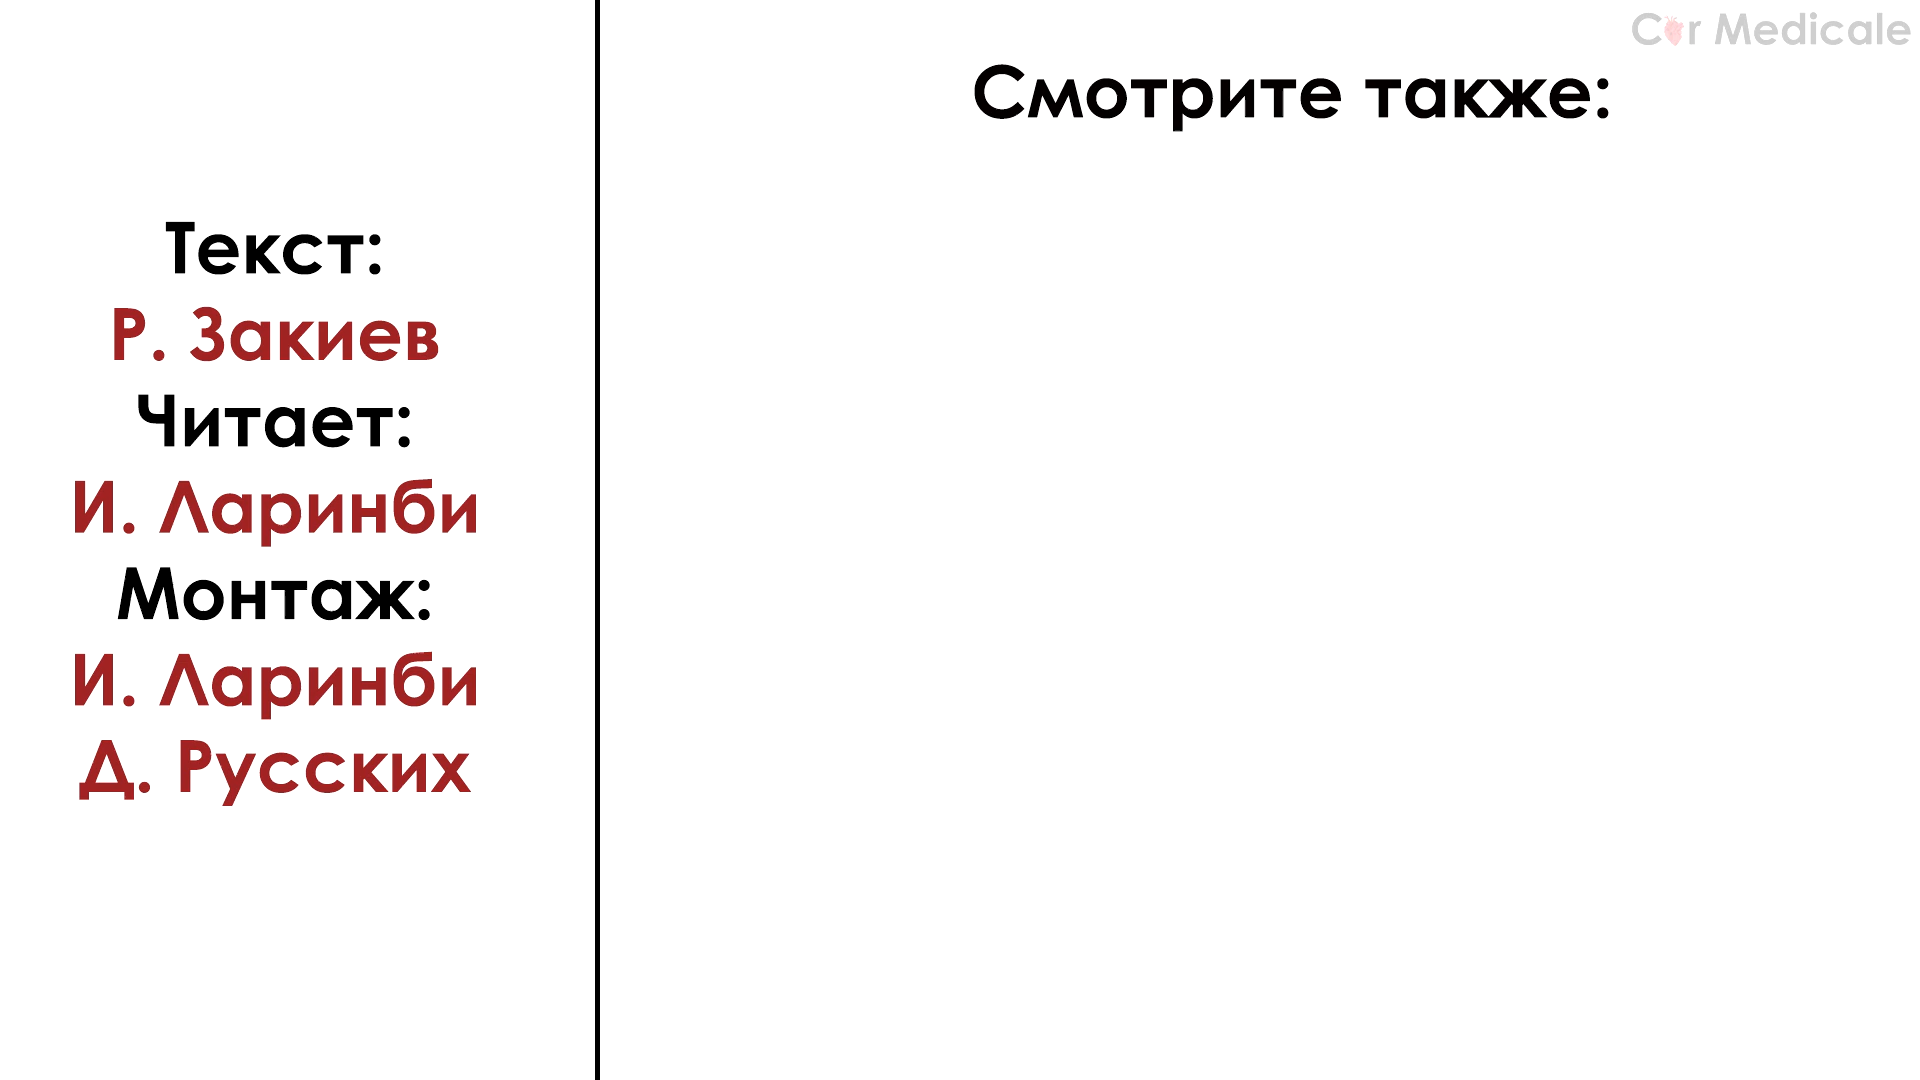 Текст:
Р. Закиев
Читает:
И. Ларинби
Монтаж:
И. Ларинби
Д. Русских
Смотрите также:
Cor Medicale